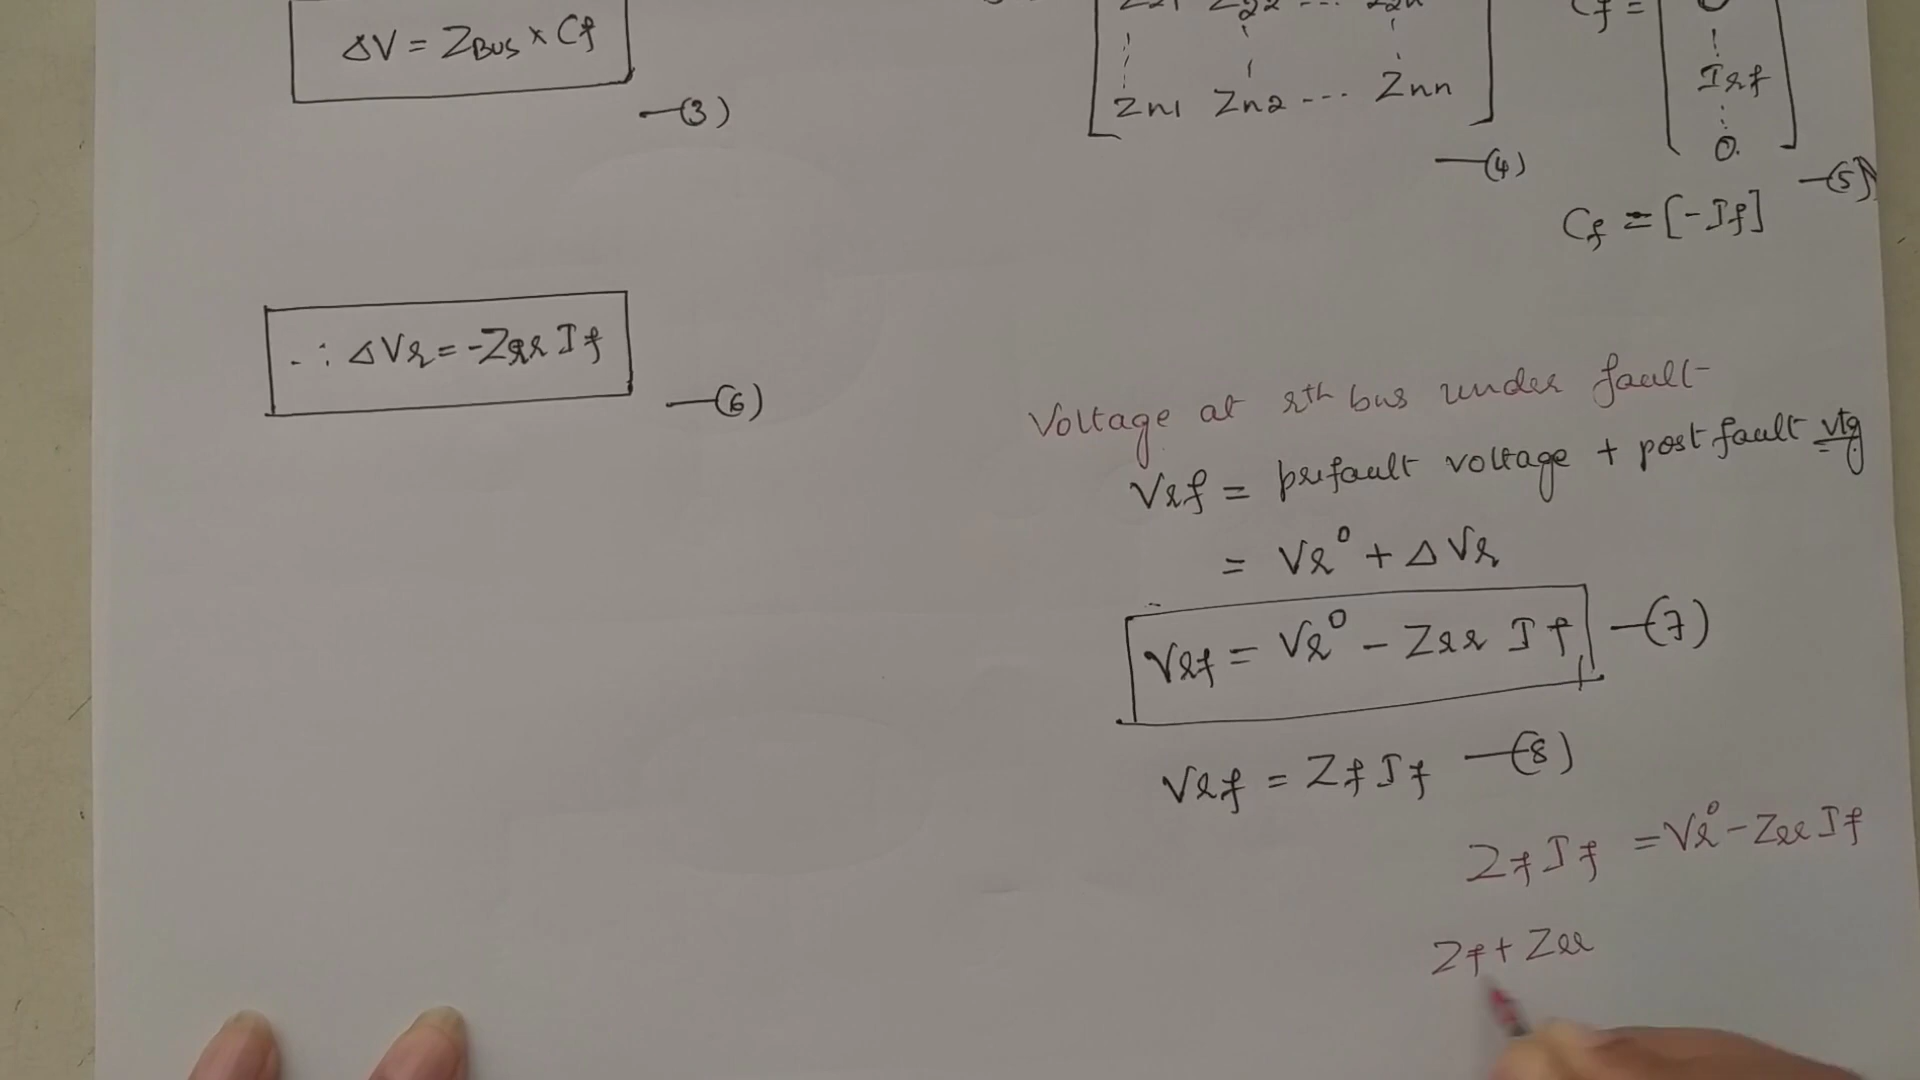 ΔV = ZBUS × Cf
—(3)
Zn1 Zn2 --- Znn
—(4)
Cf =
Irf
0.
—(5)
Cf = [-If]
∴ ΔVr = -Zrr If
—(6)
Voltage at rth bus under fault-
Vrf = prefault voltage + post fault vtg
= Vr⁰ + ΔVr
Vrf = Vr⁰ - Zrr If —(7)
Vrf = Zf If —(8)
Zf If = Vr⁰ - Zrr If
Zf + Zrr